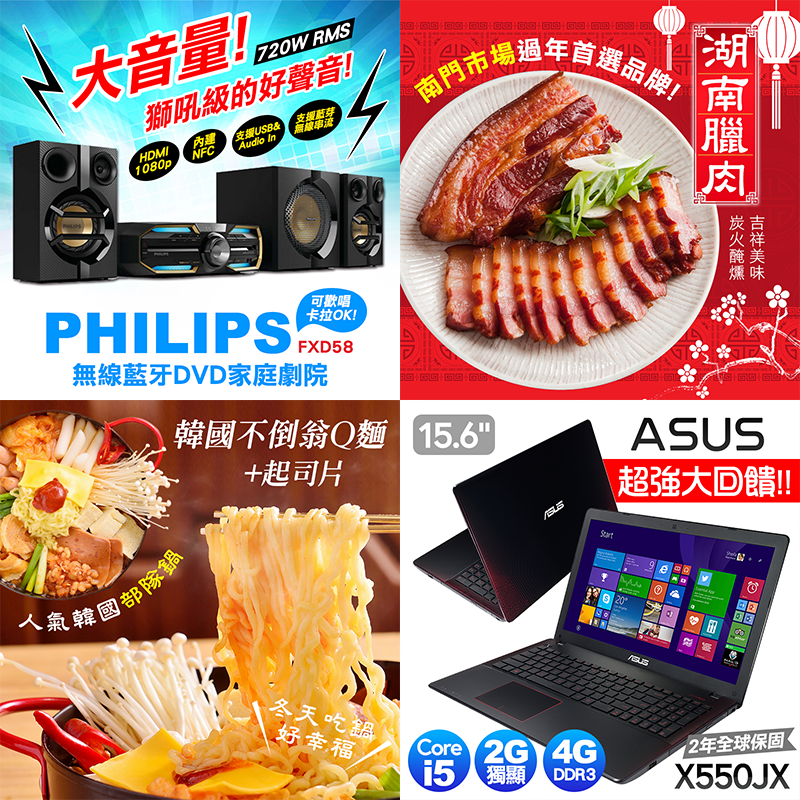 大音量!
720W RMS
獅吼級的好聲音!
HDMI
1080p
內建
NFC
支援USB&
Audio In
支援藍芽
無線串流
PHILIPS
PHILIPS
可歡唱
卡拉OK!
PHILIPS
FXD58
無線藍牙DVD家庭劇院
南門市場過年首選品牌!
湖南臘肉
吉祥美味
炭火醃燻
韓國不倒翁Q麵
+起司片
人氣韓國部隊鍋
冬天吃鍋
好幸福
15.6"
ASUS
超強大回饋!!
ASUS
Start
20°
ASUS
Core
i5
2G
獨顯
4G
DDR3
2年全球保固
X550JX